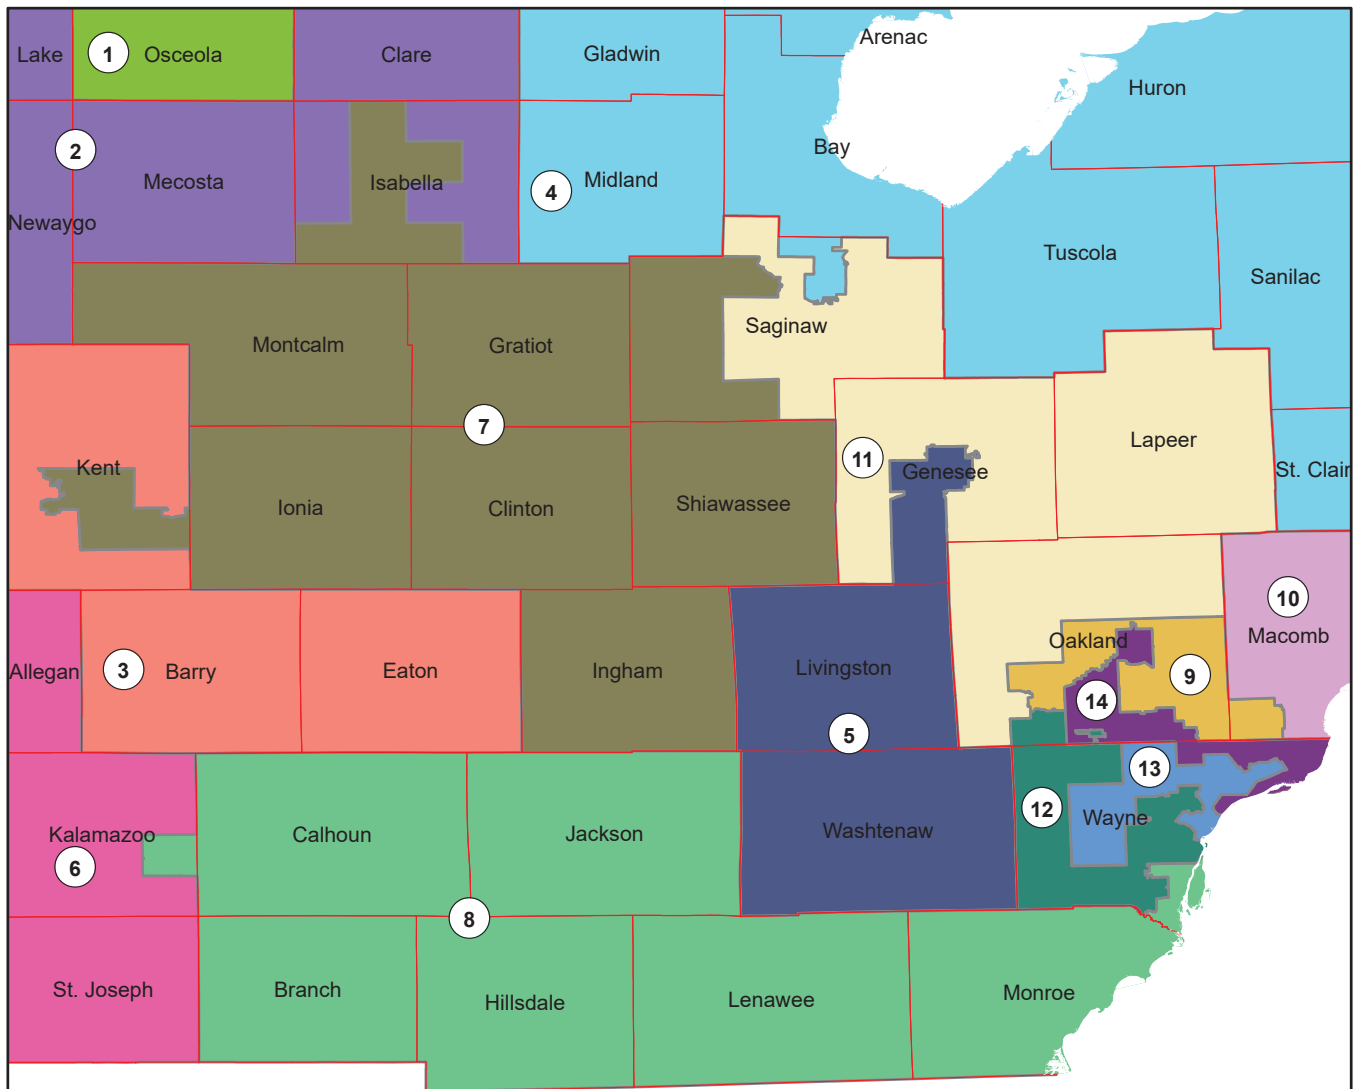 Lake
1
Osceola
Clare
Gladwin
Arenac
Huron
2
Mecosta
Isabella
4
Midland
Bay
Newaygo
Tuscola
Sanilac
Montcalm
Gratiot
Saginaw
7
Kent
Ionia
Clinton
Shiawassee
11
Genesee
Lapeer
St. Clair
Allegan
3
Barry
Eaton
Ingham
Livingston
5
Oakland
9
14
10
Macomb
Kalamazoo
6
Calhoun
Jackson
Washtenaw
12
Wayne
13
8
St. Joseph
Branch
Hillsdale
Lenawee
Monroe